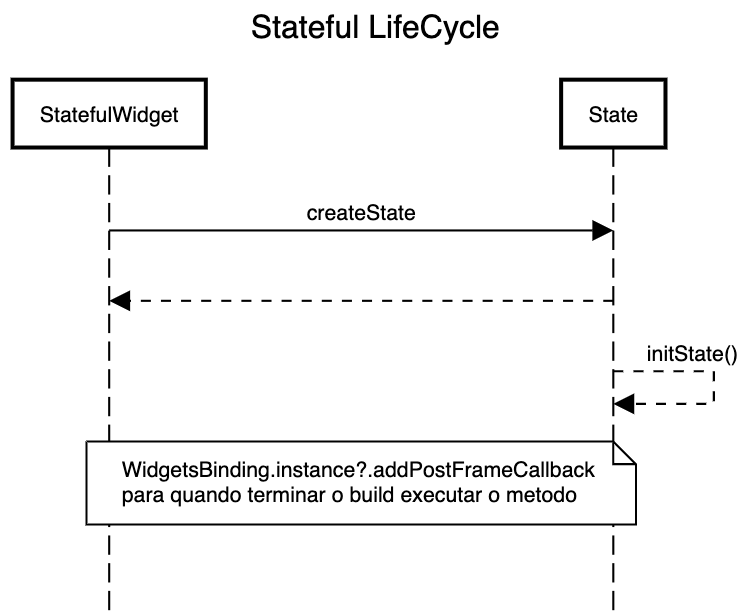 Stateful LifeCycle
StatefulWidget
State
createState
initState()
WidgetsBinding.instance?.addPostFrameCallback
para quando terminar o build executar o metodo